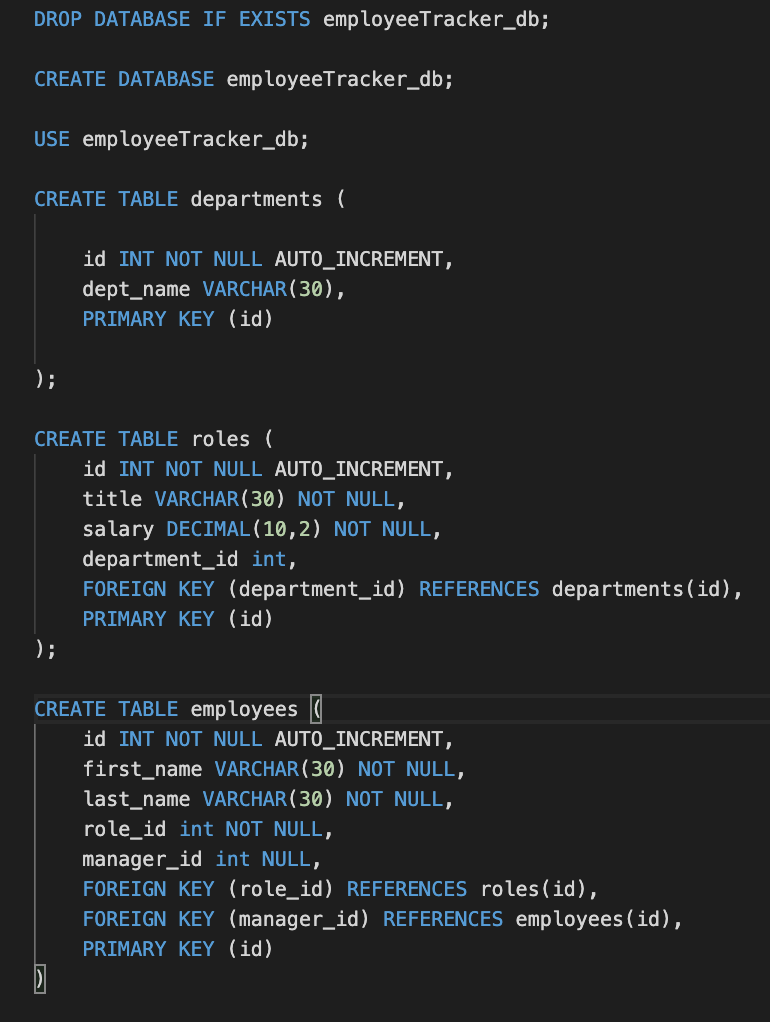 DROP DATABASE IF EXISTS employeeTracker_db;
CREATE DATABASE employeeTracker_db;
USE employeeTracker_db;
CREATE TABLE departments (
id INT NOT NULL AUTO_INCREMENT,
dept_name VARCHAR(30),
PRIMARY KEY (id)
);
CREATE TABLE roles (
id INT NOT NULL AUTO_INCREMENT,
title VARCHAR(30) NOT NULL,
salary DECIMAL(10,2) NOT NULL,
department_id int,
FOREIGN KEY (department_id) REFERENCES departments(id),
PRIMARY KEY (id)
);
CREATE TABLE employees (
id INT NOT NULL AUTO_INCREMENT,
first_name VARCHAR(30) NOT NULL,
last_name VARCHAR(30) NOT NULL,
role_id int NOT NULL,
manager_id int NULL,
FOREIGN KEY (role_id) REFERENCES roles(id),
FOREIGN KEY (manager_id) REFERENCES employees(id),
PRIMARY KEY (id)
)